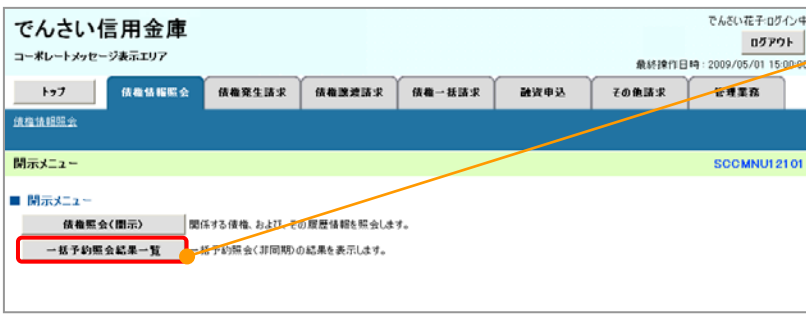 でんさい信用金庫
でんさい花子ログイン中
コーポレートメッセージ表示エリア
ログアウト
最終操作日時:2009/05/01 15:00:00
トップ 債権情報照会 債権発生請求 債権譲渡請求 債権一括請求 融資申込 その他請求 管理業務
債権情報照会
開示メニュー SCCMNU12101
■ 開示メニュー
債権照会(開示) 関係する債権、および、その履歴情報を照会します。
一括予約照会結果一覧 一括予約照会(非同期)の結果を表示します。